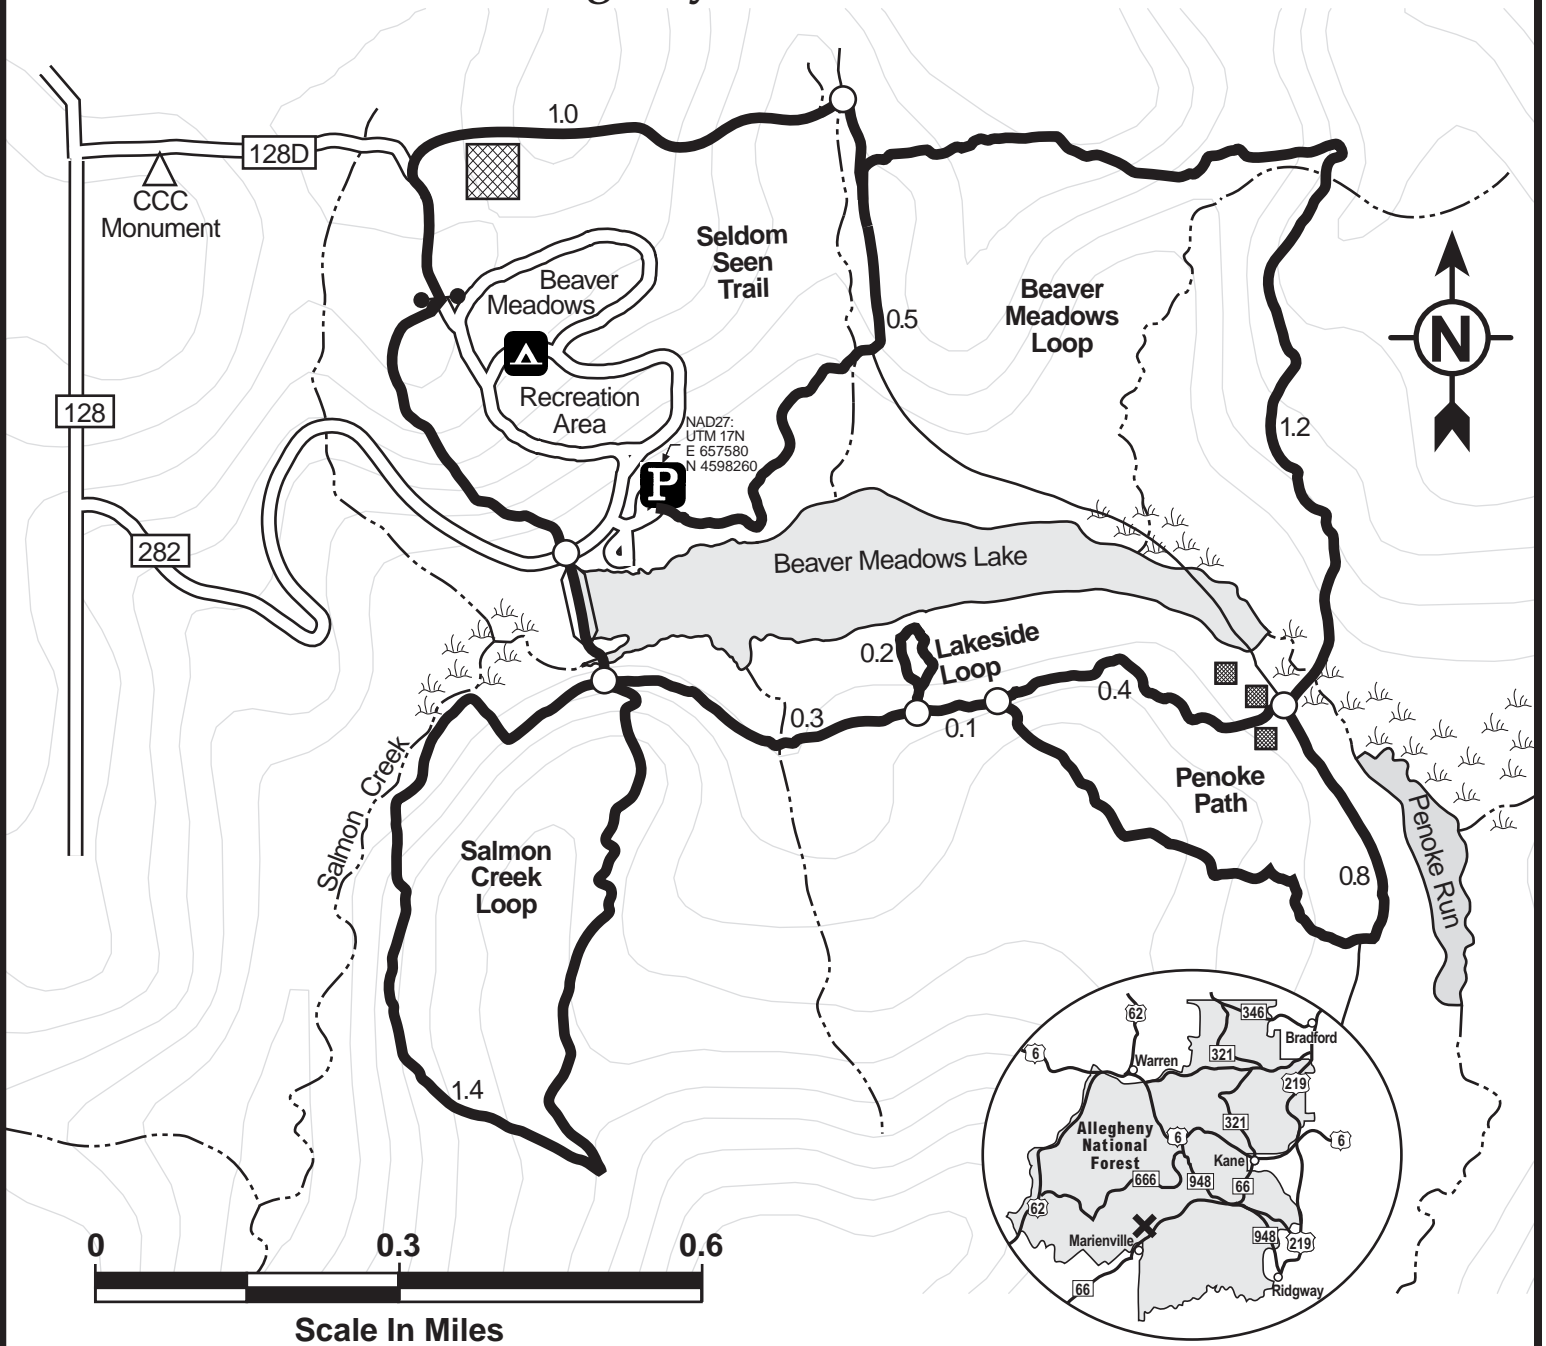 1.0
128D
CCC
Monument
Seldom
Seen
Trail
Beaver
Meadows
Beaver
Meadows
Loop
0.5
N
Recreation
Area
128
NAD27:
UTM 17N
E 657580
N 4598260
P
1.2
282
Beaver Meadows Lake
0.2
Lakeside
Loop
0.4
0.3
0.1
Salmon Creek
Penoke
Path
Penoke Run
Salmon
Creek
Loop
0.8
1.4
62
346
Bradford
6
321
Warren
219
321
Allegheny
National
Forest
6
6
Kane
666
948
66
62
Marienville
948
219
66
Ridgway
0
0.3
0.6
Scale In Miles